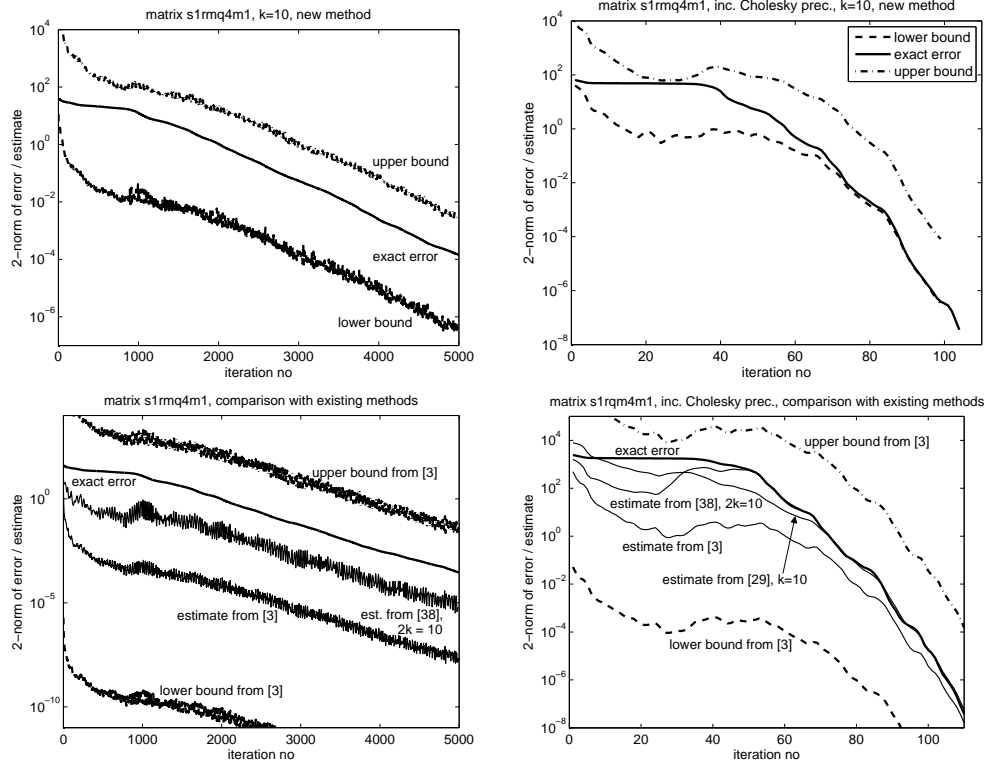 matrix s1rmq4m1, k=10, new method
10^4
10^2
10^0
10^−2
10^−4
10^−6
2−norm of error / estimate
upper bound
exact error
lower bound
0
1000
2000
3000
4000
5000
iteration no
matrix s1rmq4m1, inc. Cholesky prec., k=10, new method
10^4
10^2
10^0
10^−2
10^−4
10^−6
10^−8
2−norm of error / estimate
lower bound
exact error
upper bound
0
20
40
60
80
100
iteration no
matrix s1rmq4m1, comparison with existing methods
10^0
10^−5
10^−10
2−norm of error / estimate
upper bound from [3]
exact error
estimate from [3]
est. from [38],
2k = 10
lower bound from [3]
0
1000
2000
3000
4000
5000
iteration no
matrix s1rqm4m1, inc. Cholesky prec., comparison with existing methods
10^4
10^2
10^0
10^−2
10^−4
10^−6
10^−8
2−norm of error / estimate
exact error
upper bound from [3]
estimate from [38], 2k=10
estimate from [3]
estimate from [29], k=10
lower bound from [3]
0
20
40
60
80
100
iteration no